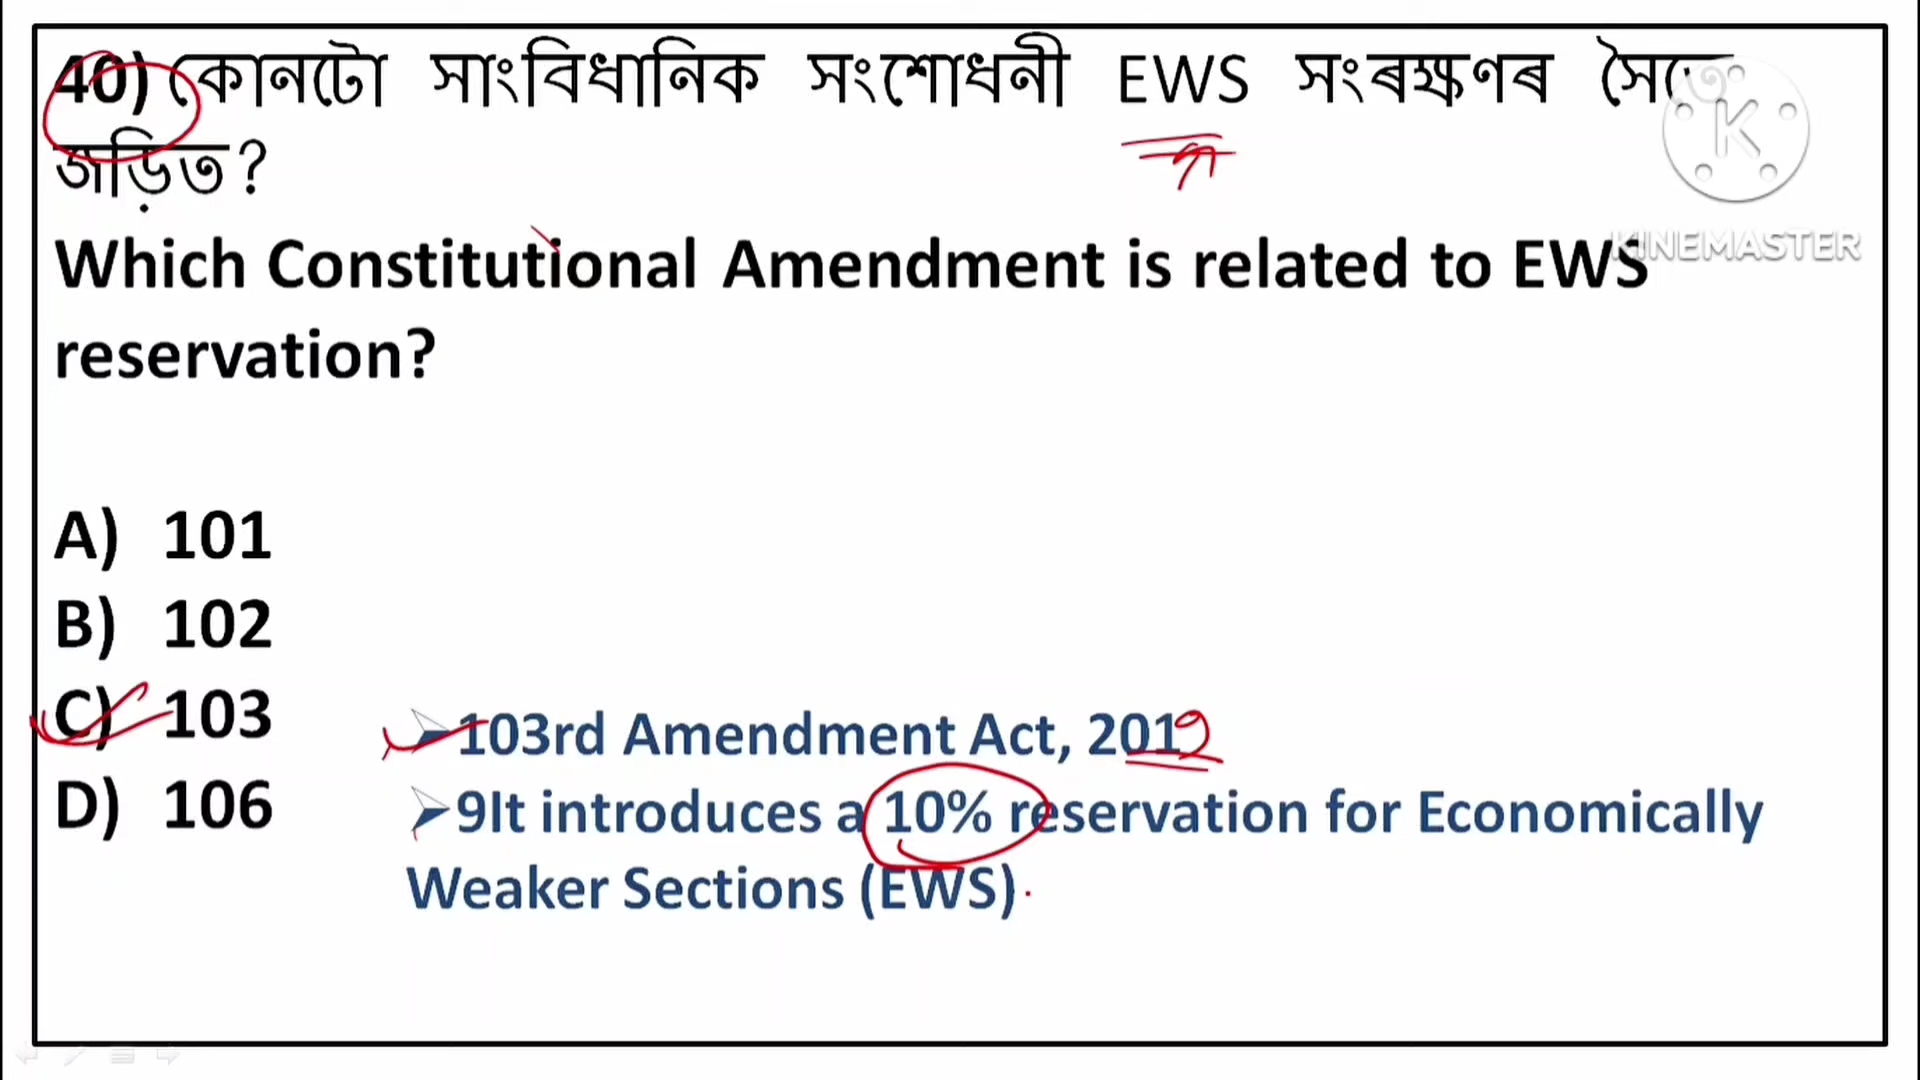 40) কোনটো সাংবিধানিক সংশোধনী EWS সংৰক্ষণৰ সৈতে
জড়িত?
KINEMASTER
Which Constitutional Amendment is related to EWS
reservation?
A) 101
B) 102
C) 103
D) 106
➢103rd Amendment Act, 2019
➢9It introduces a 10% reservation for Economically
Weaker Sections (EWS)